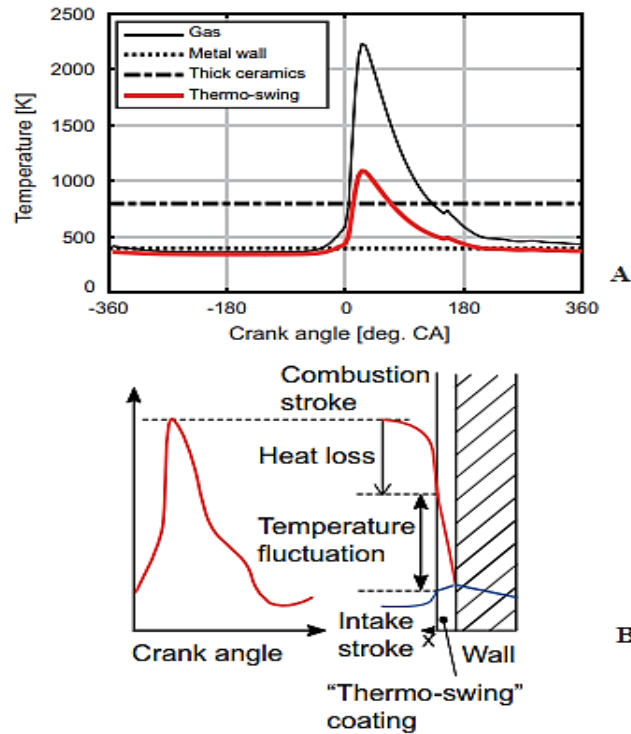 2500
2000
1500
1000
500
0
Temperature [K]
Gas
Metal wall
Thick ceramics
Thermo-swing
-360
-180
0
180
360
Crank angle [deg. CA]
A
Combustion
stroke
Heat loss
Temperature
fluctuation
Intake
stroke
x
Crank angle
Wall
"Thermo-swing"
coating
B